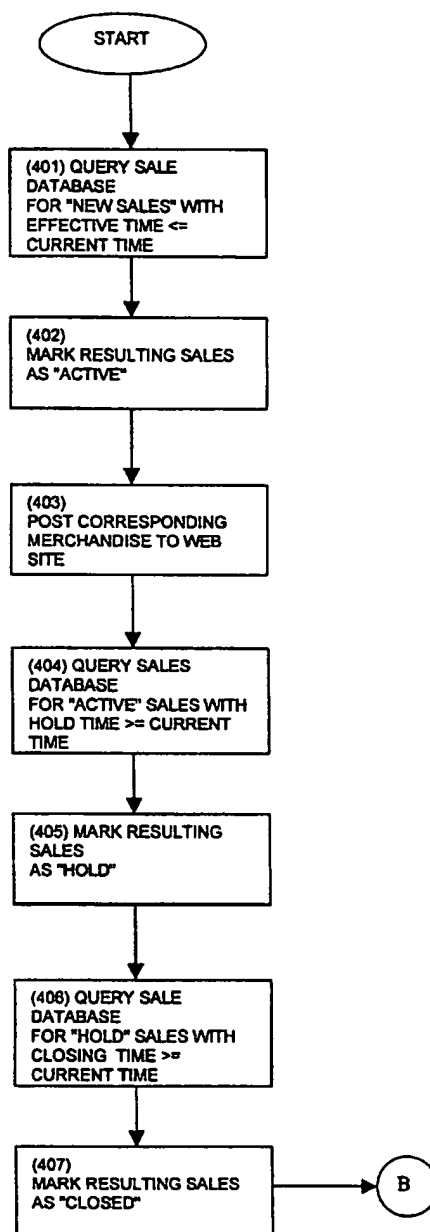 START
(401) QUERY SALE
DATABASE
FOR "NEW SALES" WITH
EFFECTIVE TIME <=
CURRENT TIME
(402)
MARK RESULTING SALES
AS "ACTIVE"
(403)
POST CORRESPONDING
MERCHANDISE TO WEB
SITE
(404) QUERY SALES
DATABASE
FOR "ACTIVE" SALES WITH
HOLD TIME >= CURRENT
TIME
(405) MARK RESULTING
SALES
AS "HOLD"
(406) QUERY SALE
DATABASE
FOR "HOLD" SALES WITH
CLOSING TIME >=
CURRENT TIME
(407)
MARK RESULTING SALES
AS "CLOSED"
B